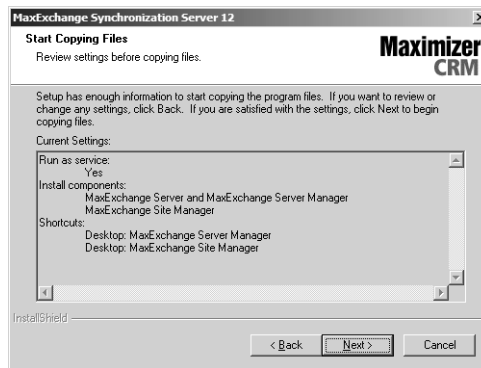 MaxExchange Synchronization Server 12
Start Copying Files
Review settings before copying files.
Maximizer
CRM
Setup has enough information to start copying the program files. If you want to review or
change any settings, click Back. If you are satisfied with the settings, click Next to begin
copying files.
Current Settings:
Run as service:
Yes
Install components:
MaxExchange Server and MaxExchange Server Manager
MaxExchange Site Manager
Shortcuts:
Desktop: MaxExchange Server Manager
Desktop: MaxExchange Site Manager
InstallShield
< Back Next > Cancel